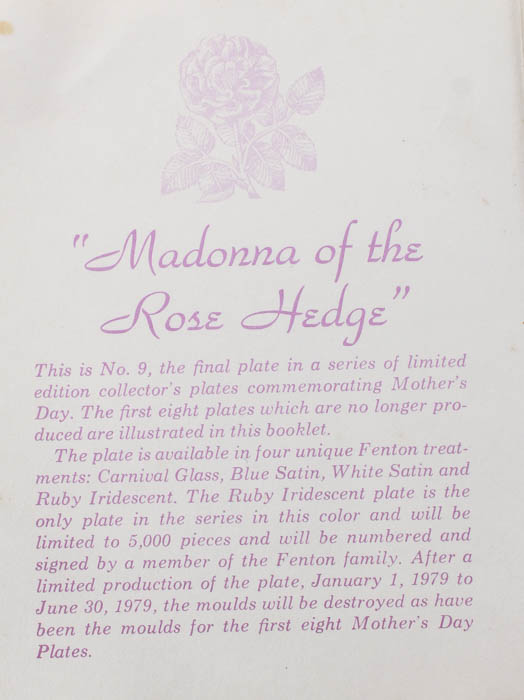 "Madonna of the
Rose Hedge"
This is No. 9, the final plate in a series of limited
edition collector's plates commemorating Mother's
Day. The first eight plates which are no longer pro-
duced are illustrated in this booklet.
The plate is available in four unique Fenton treat-
ments: Carnival Glass, Blue Satin, White Satin and
Ruby Iridescent. The Ruby Iridescent plate is the
only plate in the series in this color and will be
limited to 5,000 pieces and will be numbered and
signed by a member of the Fenton family. After a
limited production of the plate, January 1, 1979 to
June 30, 1979, the moulds will be destroyed as have
been the moulds for the first eight Mother's Day
Plates.